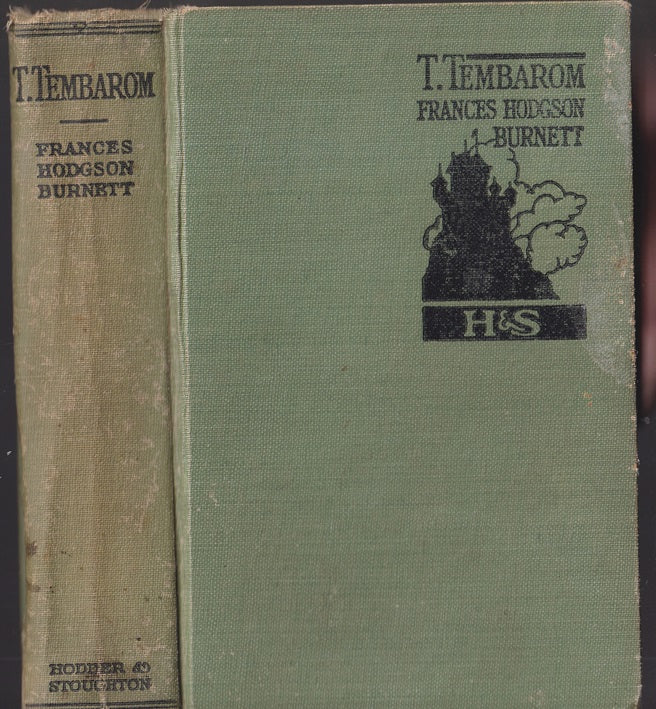 T. TEMBAROM
FRANCES
HODGSON
BURNETT
HODDER &
STOUGHTON
T. TEMBAROM
FRANCES HODGSON
BURNETT
H&S